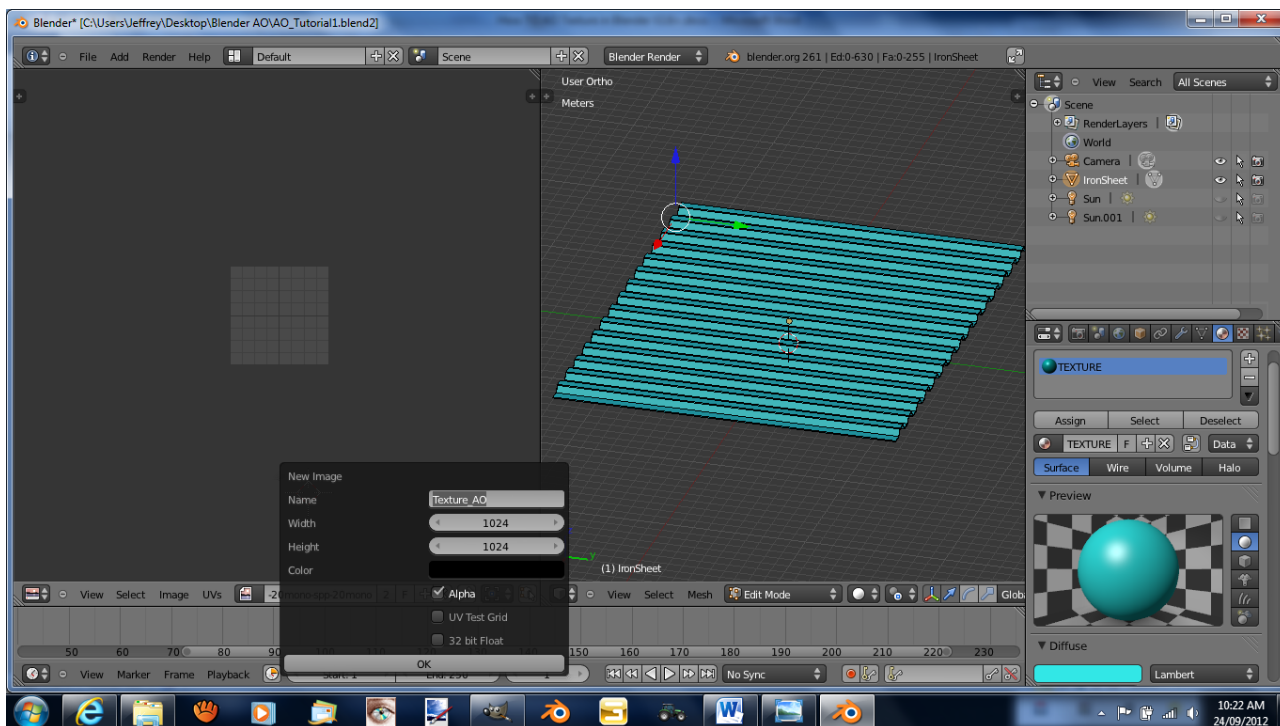 Blender* [C:\Users\Jeffrey\Desktop\Blender AO\AO_Tutorial1.blend2]
File Add Render Help Default Scene Blender Render blender.org 261 | Ed:0-630 | Fa:0-255 | IronSheet
User Ortho
Meters
View Search All Scenes
Scene
RenderLayers
World
Camera
IronSheet
Sun
Sun.001
TEXTURE
Assign Select Deselect
TEXTURE F Data
Surface Wire Volume Halo
Preview
Diffuse
Lambert
New Image
Name Texture_AO
Width 1024
Height 1024
Color
Alpha
UV Test Grid
32 bit Float
OK
y
(1) IronSheet
View Select Image UVs
View Select Mesh Edit Mode Globa
50 60 70 80 150 160 170 180 190 200 210 220 230
View Marker Frame Playback No Sync
10:22 AM
24/09/2012